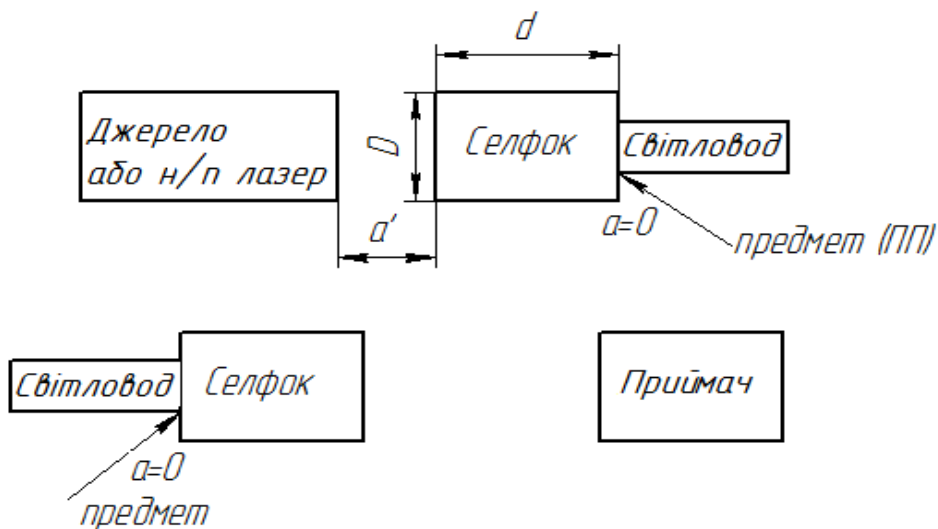 d
Джерело
або н/п лазер
D
Селфок
Світловод
a'
a=0
предмет (ПП)
Світловод
Селфок
Приймач
a=0
предмет